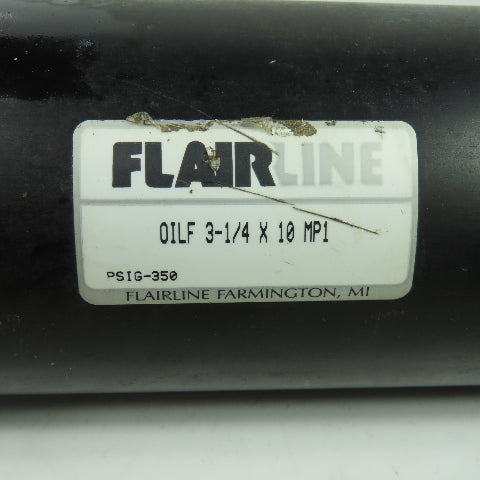 FLAIRLINE
OILF 3-1/4 X 10 MP1
PSIG-350
FLAIRLINE FARMINGTON, MI